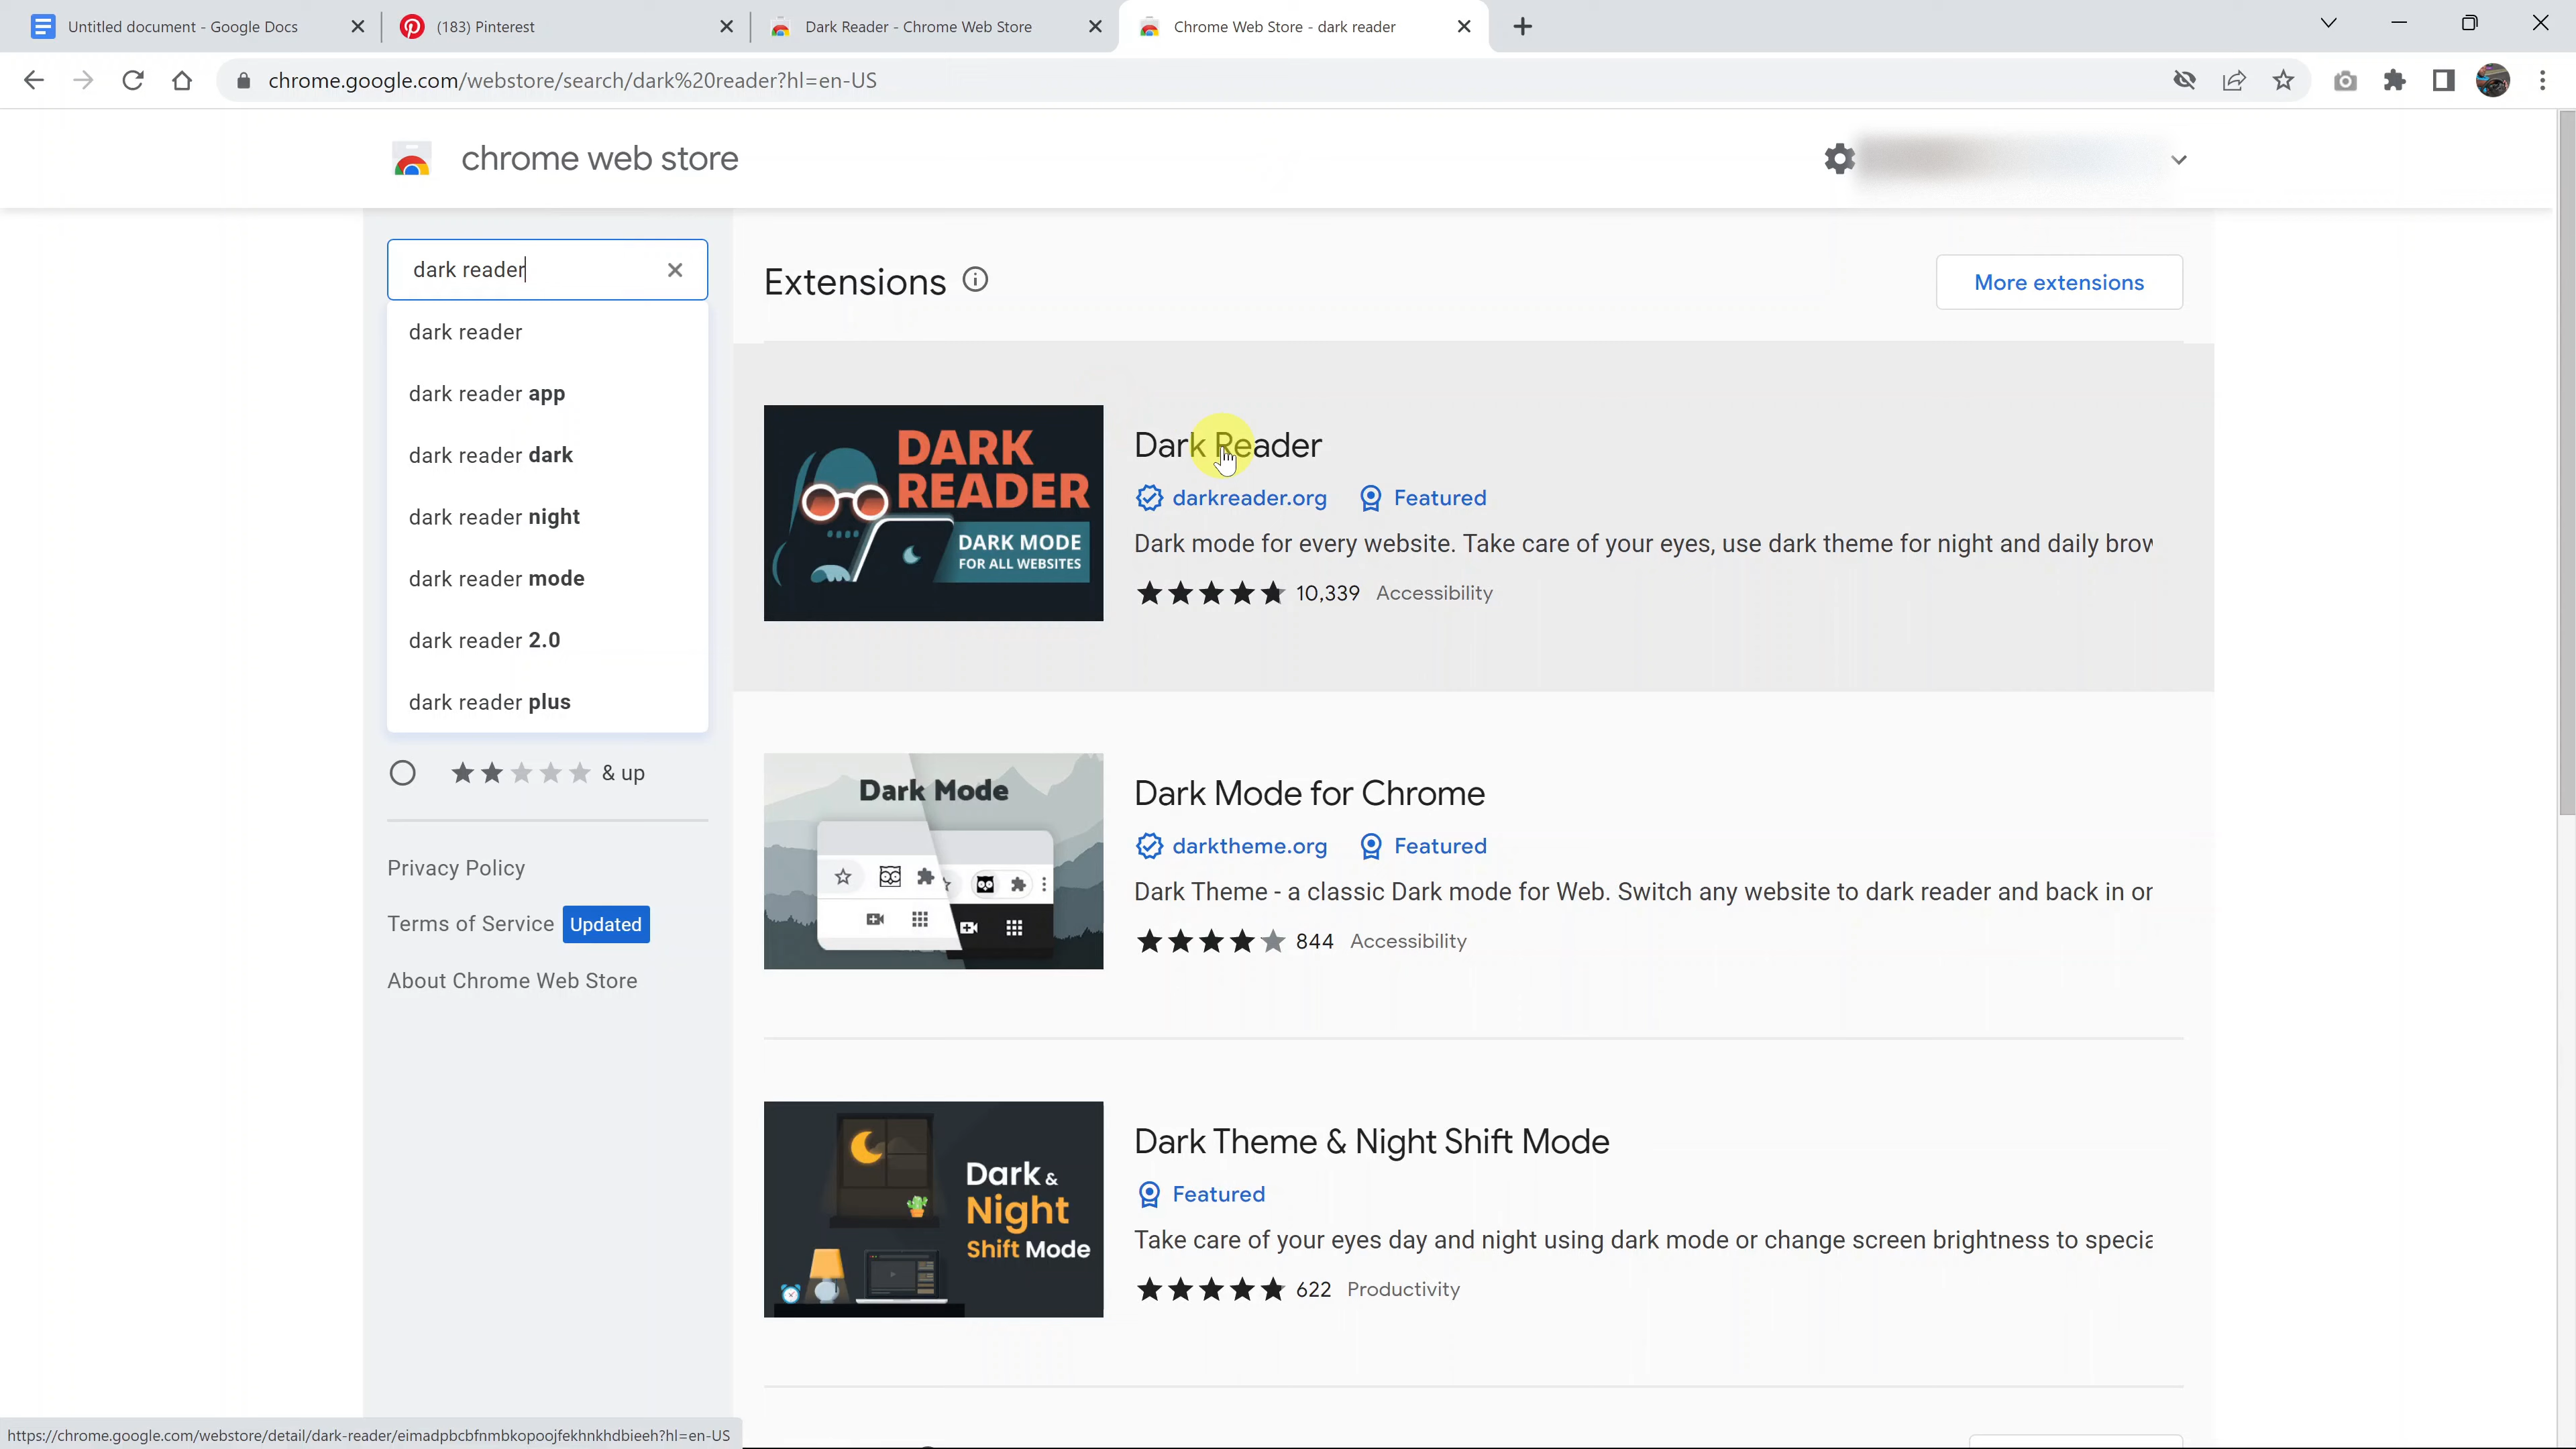 Untitled document - Google Docs
(183) Pinterest
Dark Reader - Chrome Web Store
Chrome Web Store - dark reader
chrome.google.com/webstore/search/dark%20reader?hl=en-US
chrome web store
dark reader
dark reader
dark reader app
dark reader dark
dark reader night
dark reader mode
dark reader 2.0
dark reader plus
& up
Privacy Policy
Terms of Service Updated
About Chrome Web Store
Extensions
More extensions
DARK
READER
DARK MODE
FOR ALL WEBSITES
Dark Reader
darkreader.org Featured
Dark mode for every website. Take care of your eyes, use dark theme for night and daily brow
10,339 Accessibility
Dark Mode
Dark Mode for Chrome
darktheme.org Featured
Dark Theme - a classic Dark mode for Web. Switch any website to dark reader and back in or
844 Accessibility
Dark &
Night
Shift Mode
Dark Theme & Night Shift Mode
Featured
Take care of your eyes day and night using dark mode or change screen brightness to specia
622 Productivity
https://chrome.google.com/webstore/detail/dark-reader/eimadpbcbfnmbkopoojfekhnkhdbieeh?hl=en-US